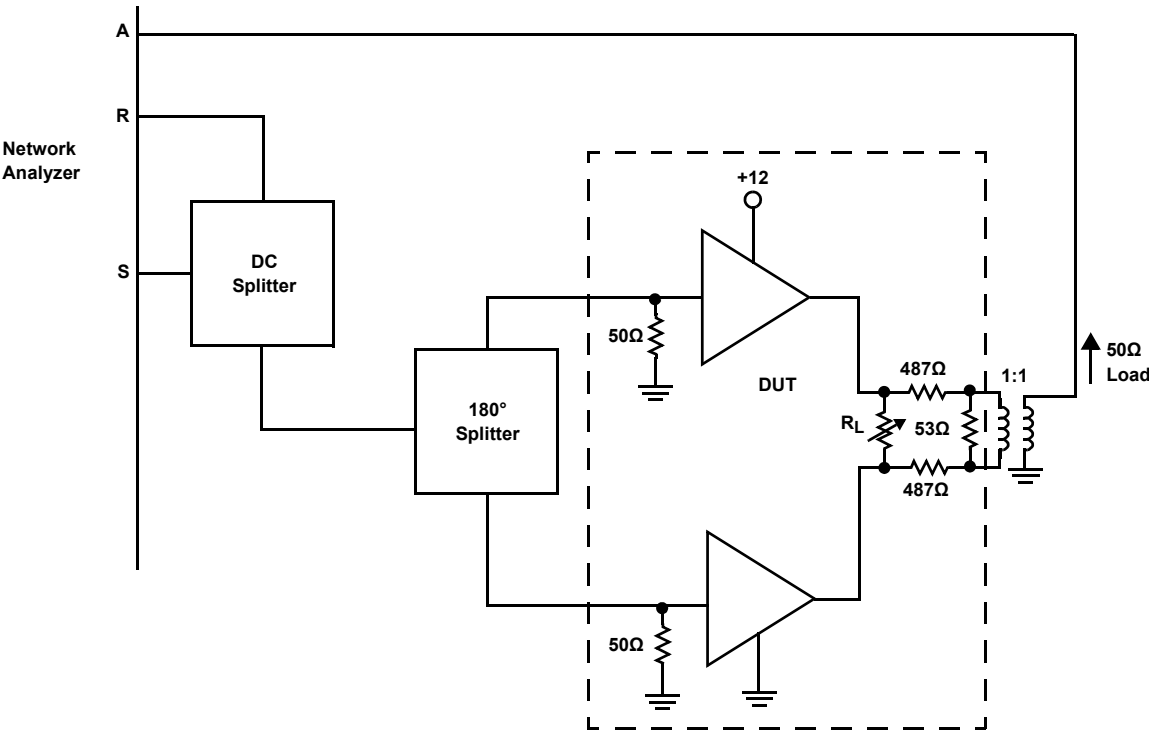 A
R
Network
Analyzer
S
DC
Splitter
180°
Splitter
+12
50Ω
DUT
487Ω
1:1
50Ω
Load
RL
53Ω
487Ω
50Ω